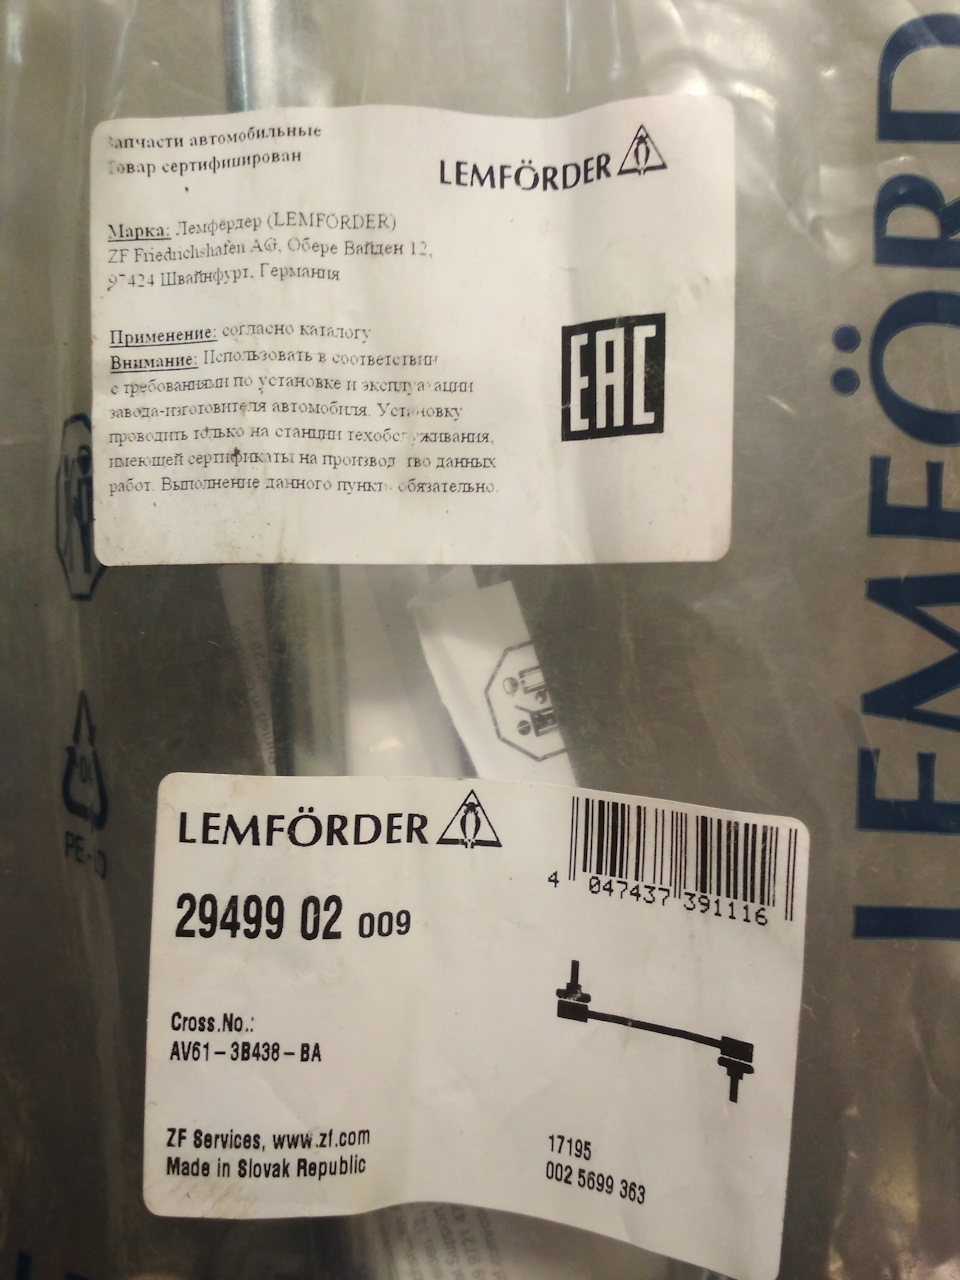 апчасти автомобильные
овар сертифицирован
LEMFÖRDER
Марка: Лемфёрдер (LEMFÖRDER)
ZF Friedrichshafen AG, Обере Вайден 12,
97424 Швайнфурт, Германия
Применение: согласно каталогу
Внимание: Использовать в соответствии
с требованиями по установке и эксплуатации
завода-изготовителя автомобиля. Установку
проводить только на станции техобслуживания,
имеющей сертификаты на производство данных
работ. Выполнение данного пункта обязательно.
EAC
LEMFÖRD
PE-
LEMFÖRDER
4 047437 391116
29499 02 009
Cross.No.:
AV61-3B438-BA
ZF Services, www.zf.com
Made in Slovak Republic
17195
002 5699 363